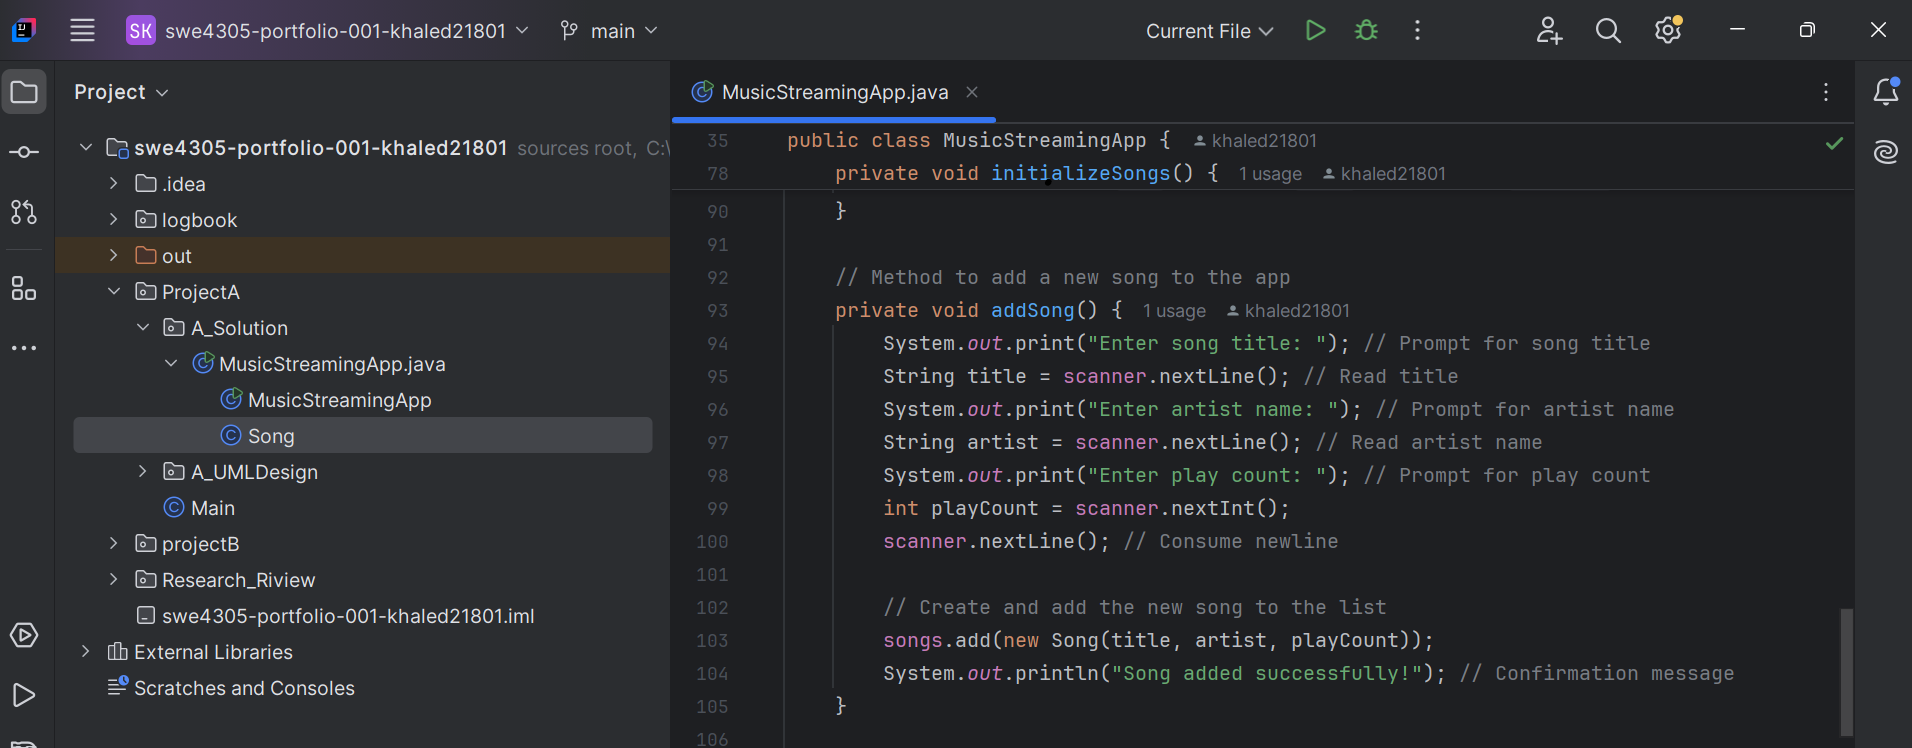 SK swe4305-portfolio-001-khaled21801 main Current File
Project
MusicStreamingApp.java
swe4305-portfolio-001-khaled21801 sources root, C:\
.idea
logbook
out
ProjectA
A_Solution
MusicStreamingApp.java
MusicStreamingApp
Song
A_UMLDesign
Main
projectB
Research_Riview
swe4305-portfolio-001-khaled21801.iml
External Libraries
Scratches and Consoles
35 public class MusicStreamingApp { khaled21801
78 private void initializeSongs() { 1 usage khaled21801
90 }
91
92 // Method to add a new song to the app
93 private void addSong() { 1 usage khaled21801
94 System.out.print("Enter song title: "); // Prompt for song title
95 String title = scanner.nextLine(); // Read title
96 System.out.print("Enter artist name: "); // Prompt for artist name
97 String artist = scanner.nextLine(); // Read artist name
98 System.out.print("Enter play count: "); // Prompt for play count
99 int playCount = scanner.nextInt();
100 scanner.nextLine(); // Consume newline
101
102 // Create and add the new song to the list
103 songs.add(new Song(title, artist, playCount));
104 System.out.println("Song added successfully!"); // Confirmation message
105 }
106